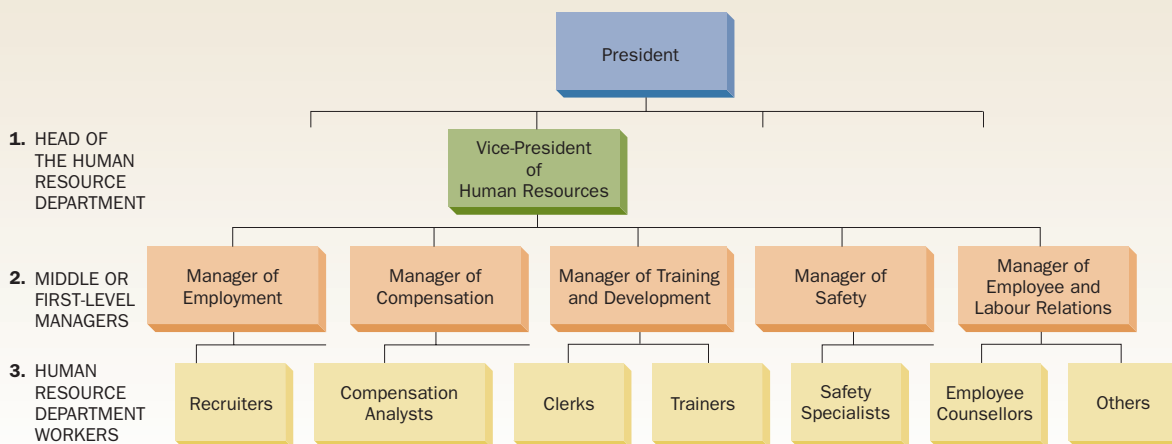 President
1. HEAD OF
THE HUMAN
RESOURCE
DEPARTMENT
Vice-President
of
Human Resources
2. MIDDLE OR
FIRST-LEVEL
MANAGERS
Manager of
Employment
Manager of
Compensation
Manager of Training
and Development
Manager of
Safety
Manager of
Employee and
Labour Relations
3. HUMAN
RESOURCE
DEPARTMENT
WORKERS
Recruiters
Compensation
Analysts
Clerks
Trainers
Safety
Specialists
Employee
Counsellors
Others